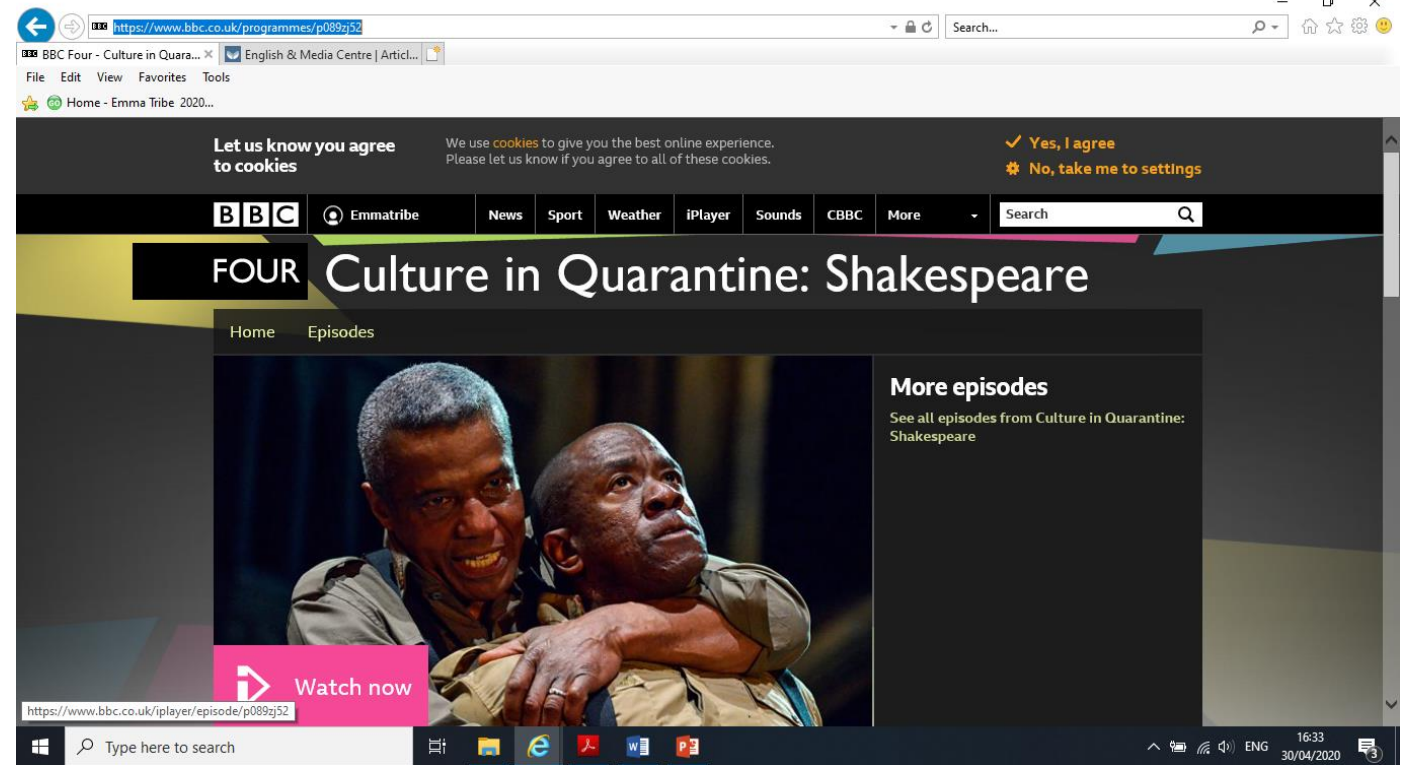 https://www.bbc.co.uk/programmes/p089zj52
Search...
BBC Four - Culture in Quara...
English & Media Centre | Articl...
File Edit View Favorites Tools
Home - Emma Tribe 2020...
Let us know you agree
to cookies
We use cookies to give you the best online experience.
Please let us know if you agree to all of these cookies.
Yes, I agree
No, take me to settings
BBC Emmatribe News Sport Weather iPlayer Sounds CBBC More Search
FOUR Culture in Quarantine: Shakespeare
Home Episodes
More episodes
See all episodes from Culture in Quarantine:
Shakespeare
Watch now
https://www.bbc.co.uk/iplayer/episode/p089zj52
Type here to search
ENG
16:33
30/04/2020
3